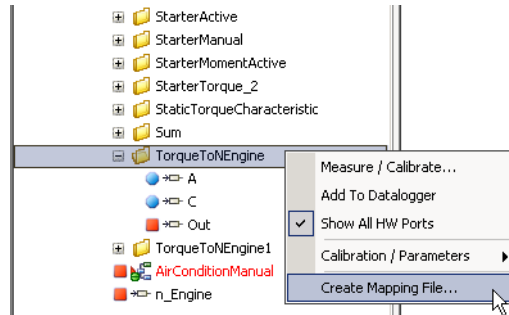 StarterActive
StarterManual
StarterMomentActive
StarterTorque_2
StaticTorqueCharacteristic
Sum
TorqueToNEngine
A
C
Out
TorqueToNEngine1
AirConditionManual
n_Engine
Measure / Calibrate...
Add To Datalogger
Show All HW Ports
Calibration / Parameters
Create Mapping File...